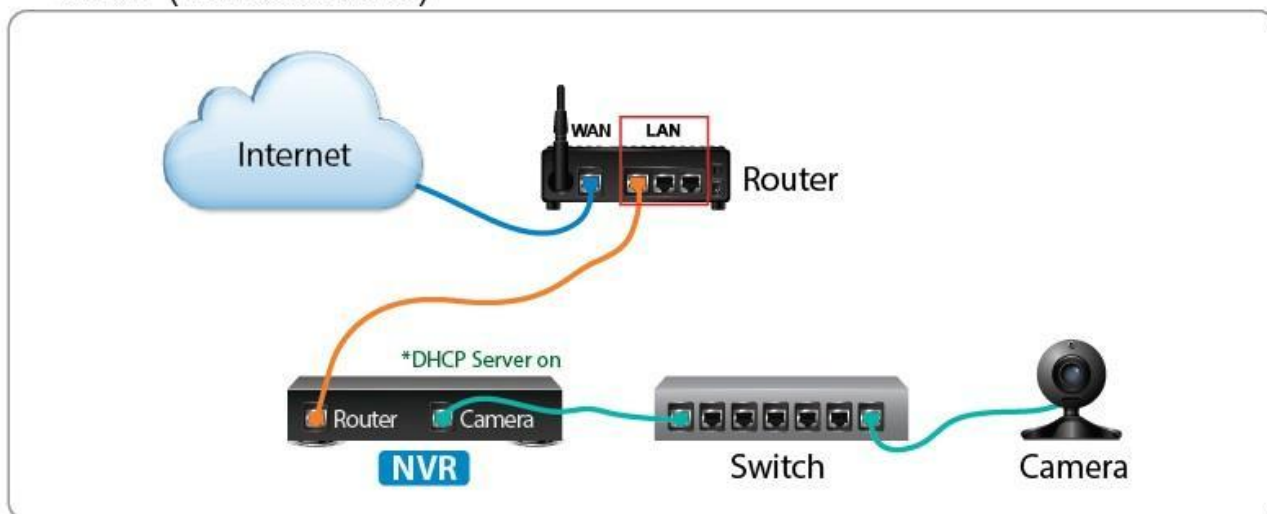 Internet
WAN LAN
Router
*DHCP Server on
Router Camera
NVR
Switch
Camera